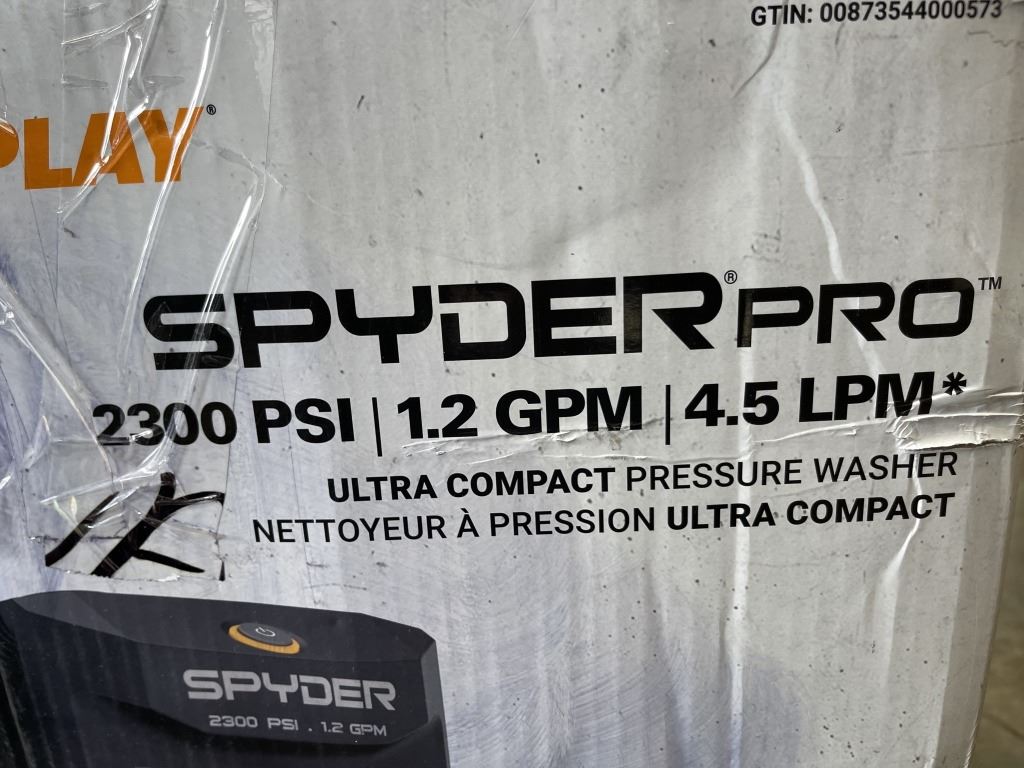 GTIN: 00873544000573
PLAY®
SPYDER® PRO™
2300 PSI | 1.2 GPM | 4.5 LPM*
ULTRA COMPACT PRESSURE WASHER
NETTOYEUR À PRESSION ULTRA COMPACT
SPYDER
2300 PSI . 1.2 GPM